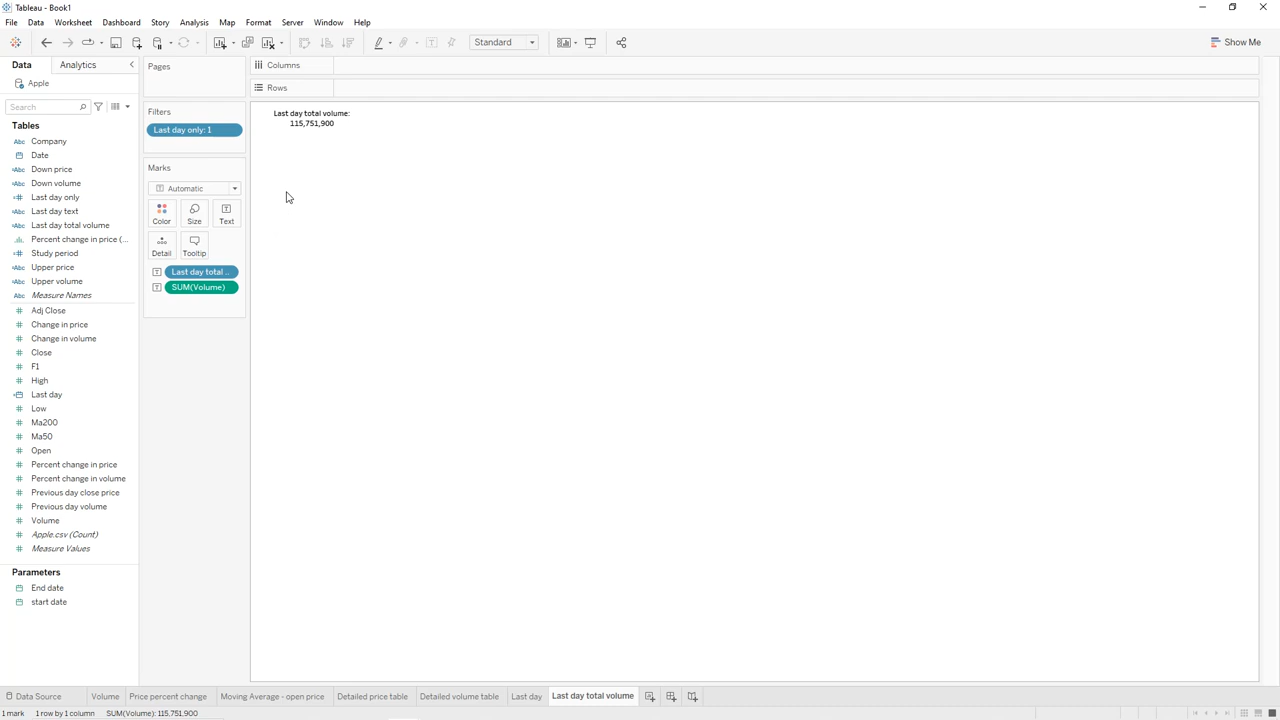 Tableau - Book1
File Data Worksheet Dashboard Story Analysis Map Format Server Window Help
Standard
Show Me
Data Analytics
Apple
Search
Tables
Abc Company
Date
Abc Down price
Abc Down volume
Last day only
Abc Last day text
Abc Last day total volume
Percent change in price (...
Study period
Abc Upper price
Abc Upper volume
Abc Measure Names
Adj Close
Change in price
Change in volume
Close
F1
High
Last day
Low
Ma200
Ma50
Open
Percent change in price
Percent change in volume
Previous day close price
Previous day volume
Volume
Apple.csv (Count)
Measure Values
Parameters
End date
start date
Pages
Filters
Last day only: 1
Marks
Automatic
Color Size Text
Detail Tooltip
Last day total ..
SUM(Volume)
Columns
Rows
Last day total volume:
115,751,900
Data Source Volume Price percent change Moving Average - open price Detailed price table Detailed volume table Last day Last day total volume
1 mark 1 row by 1 column SUM(Volume): 115,751,900